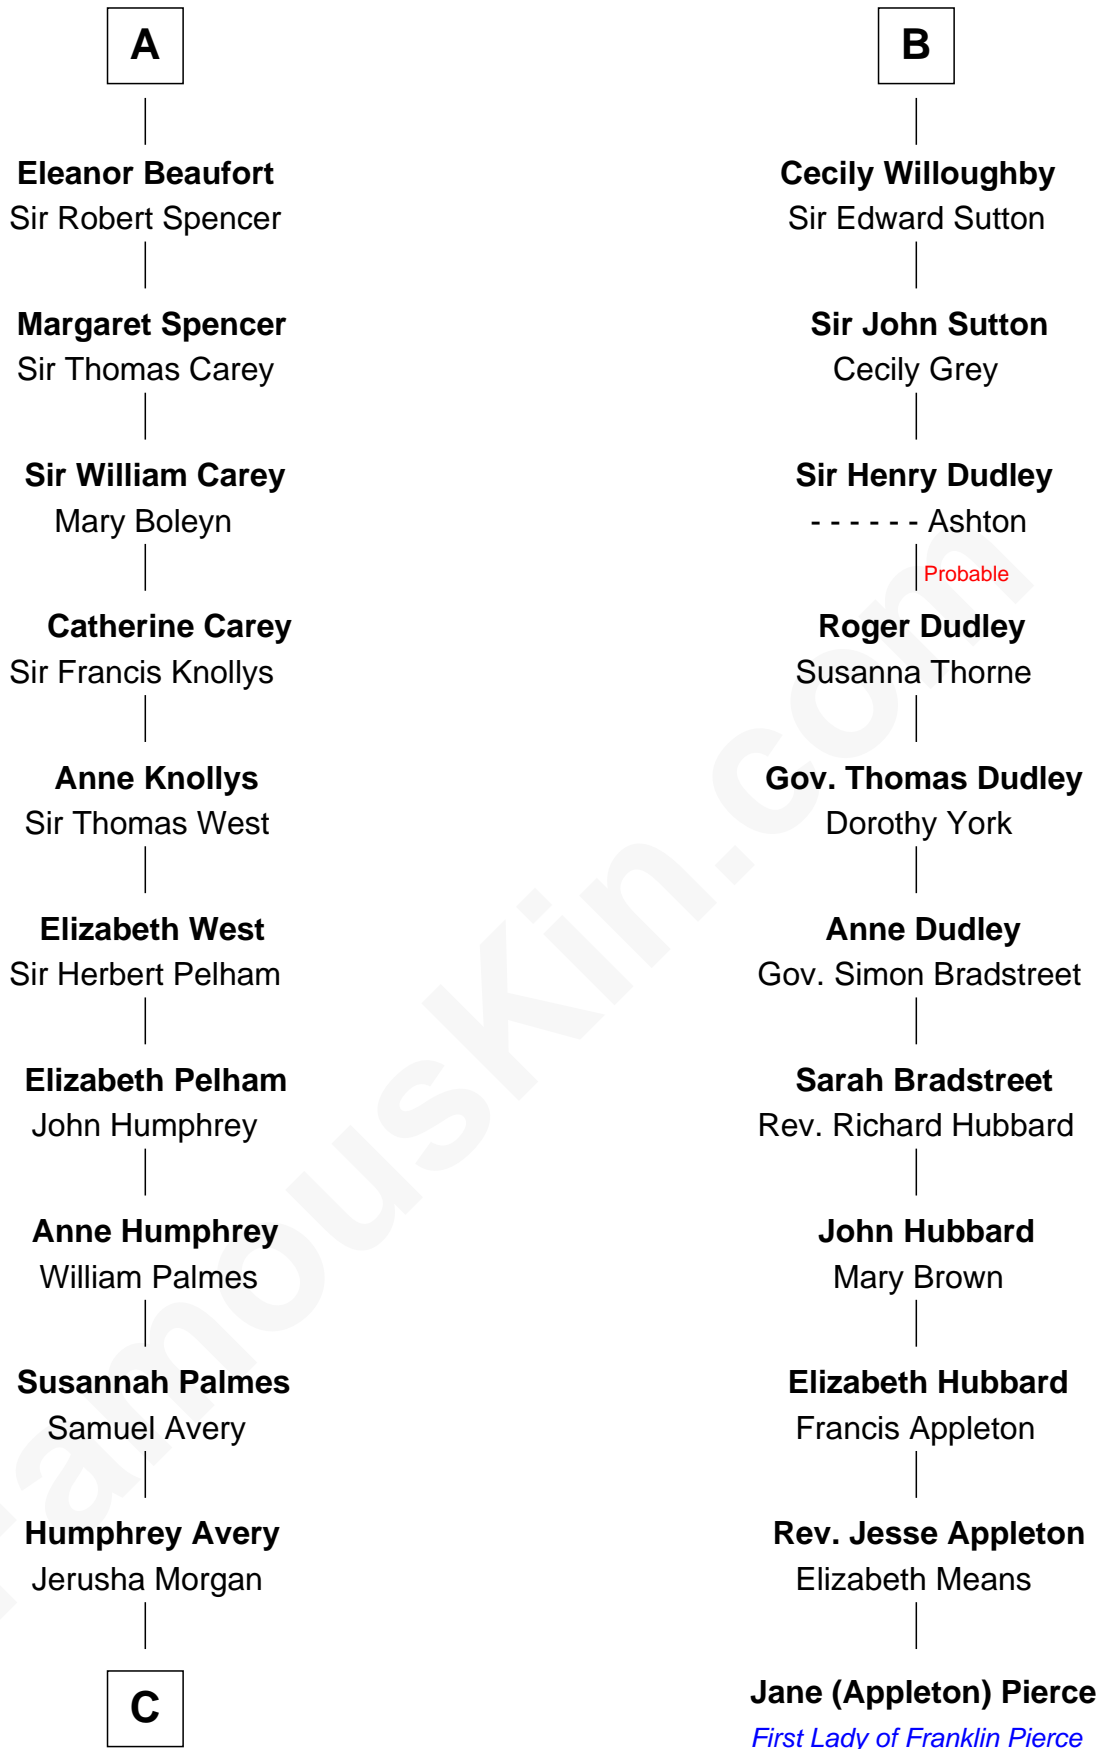 A
Eleanor Beaufort
Sir Robert Spencer
Margaret Spencer
Sir Thomas Carey
Sir William Carey
Mary Boleyn
Catherine Carey
Sir Francis Knollys
Anne Knollys
Sir Thomas West
Elizabeth West
Sir Herbert Pelham
Elizabeth Pelham
John Humphrey
Anne Humphrey
William Palmes
Susannah Palmes
Samuel Avery
Humphrey Avery
Jerusha Morgan
C
B
Cecily Willoughby
Sir Edward Sutton
Sir John Sutton
Cecily Grey
Sir Henry Dudley
- - - - - - Ashton
Probable
Roger Dudley
Susanna Thorne
Gov. Thomas Dudley
Dorothy York
Anne Dudley
Gov. Simon Bradstreet
Sarah Bradstreet
Rev. Richard Hubbard
John Hubbard
Mary Brown
Elizabeth Hubbard
Francis Appleton
Rev. Jesse Appleton
Elizabeth Means
Jane (Appleton) Pierce
First Lady of Franklin Pierce
FamousKin.com